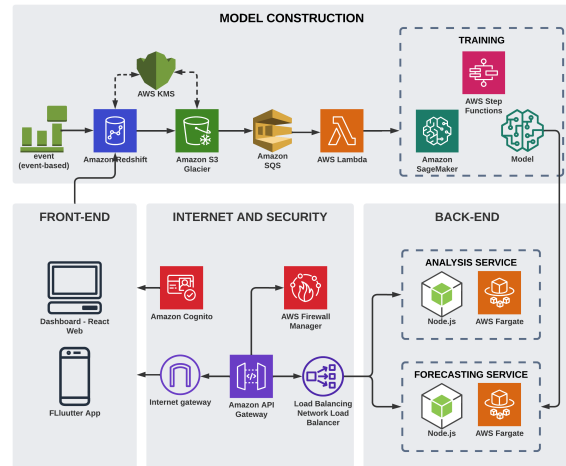 MODEL CONSTRUCTION
TRAINING
AWS KMS
AWS Step
Functions
event
(event-based)
Amazon Redshift
Amazon S3
Glacier
Amazon
SQS
AWS Lambda
Amazon
SageMaker
Model
FRONT-END
INTERNET AND SECURITY
BACK-END
ANALYSIS SERVICE
Dashboard - React
Web
Amazon Cognito
AWS Firewall
Manager
Node.js
AWS Fargate
FORECASTING SERVICE
FLluutter App
Internet gateway
Amazon API
Gateway
Load Balancing
Network Load
Balancer
Node.js
AWS Fargate